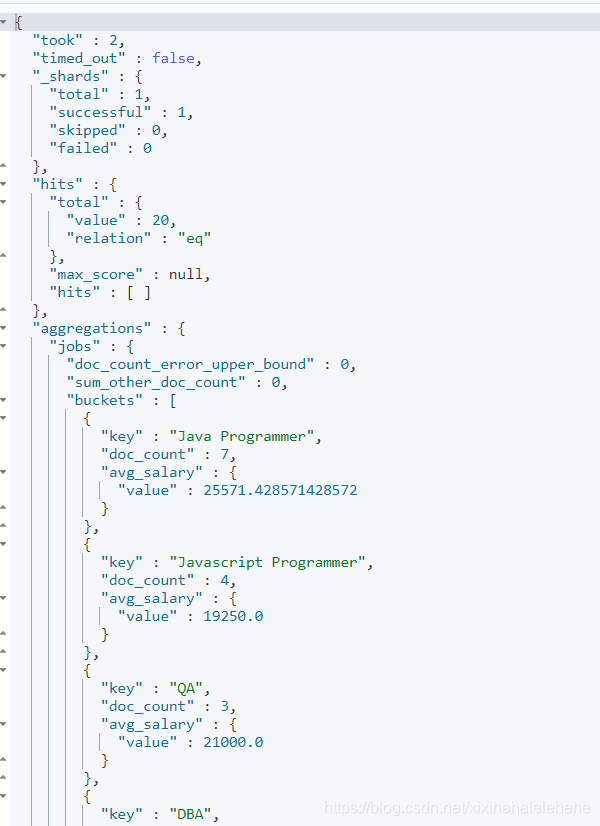 {
  "took" : 2,
  "timed_out" : false,
  "_shards" : {
    "total" : 1,
    "successful" : 1,
    "skipped" : 0,
    "failed" : 0
  },
  "hits" : {
    "total" : {
      "value" : 20,
      "relation" : "eq"
    },
    "max_score" : null,
    "hits" : [ ]
  },
  "aggregations" : {
    "jobs" : {
      "doc_count_error_upper_bound" : 0,
      "sum_other_doc_count" : 0,
      "buckets" : [
        {
          "key" : "Java Programmer",
          "doc_count" : 7,
          "avg_salary" : {
            "value" : 25571.428571428572
          }
        },
        {
          "key" : "Javascript Programmer",
          "doc_count" : 4,
          "avg_salary" : {
            "value" : 19250.0
          }
        },
        {
          "key" : "QA",
          "doc_count" : 3,
          "avg_salary" : {
            "value" : 21000.0
          }
        },
        {
          "key" : "DBA",
https://blog.csdn.net/xixihahalelehehe